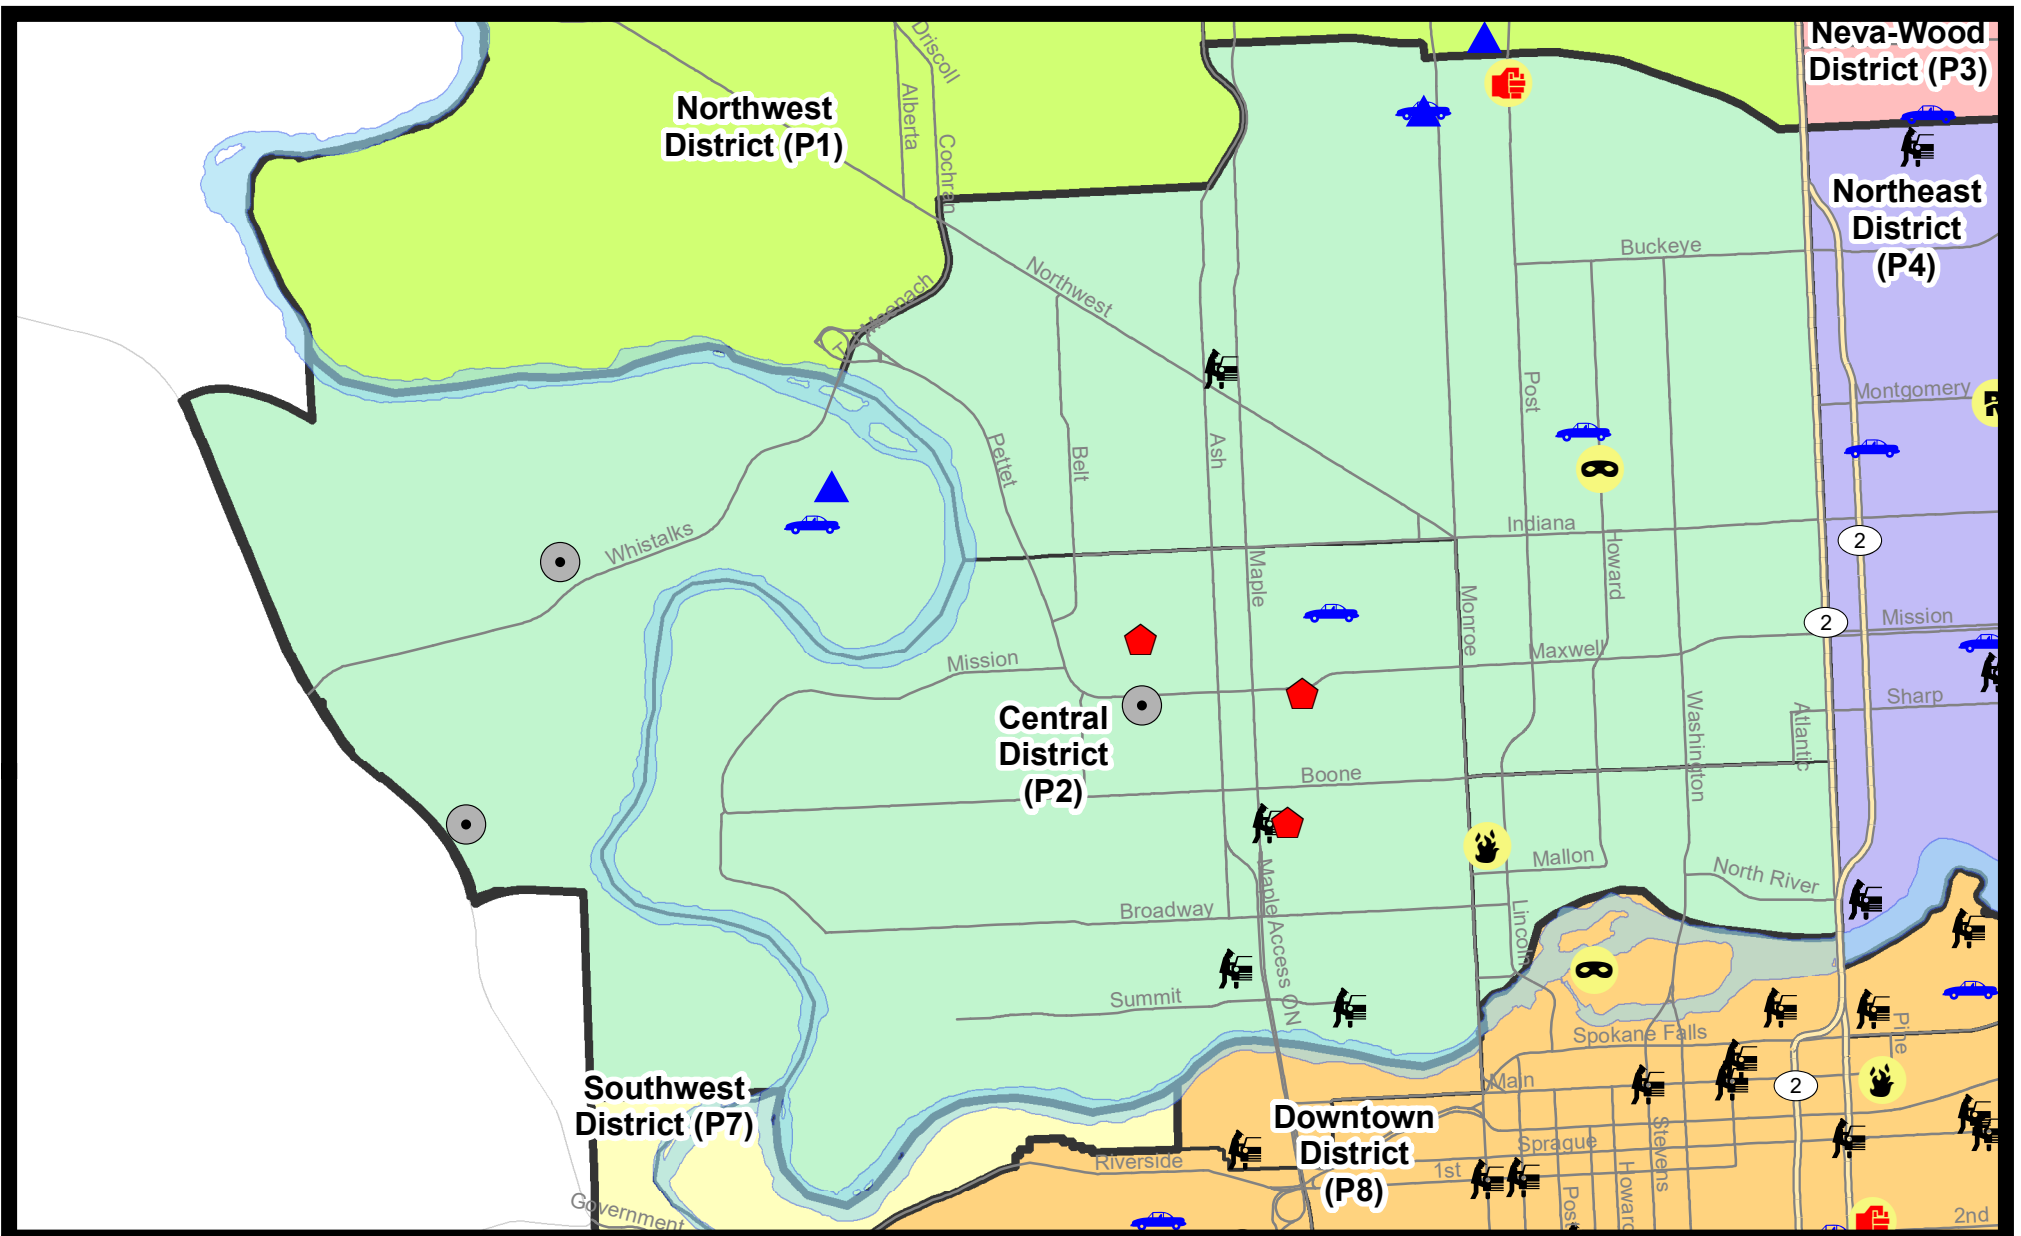 Neva-Wood
District (P3)
Driscoll
Northwest
District (P1)
Alberta
Cochran
Northeast
District
(P4)
Buckeye
Northwest
Post
Montgomery
Pettet
Belt
Ash
Whistalks
Indiana
2
Howard
Maple
Monroe
2
Mission
Mission
Maxwell
Central
District
(P2)
Washington
Atlantic
Sharp
Boone
Mallon
North River
Broadway
Maple Access ON
Lincoln
Summit
Spokane Falls
Pine
Main
2
Southwest
District (P7)
Downtown
District
(P8)
Riverside
Sprague
Stevens
1st
Post
Howard
Government
2nd